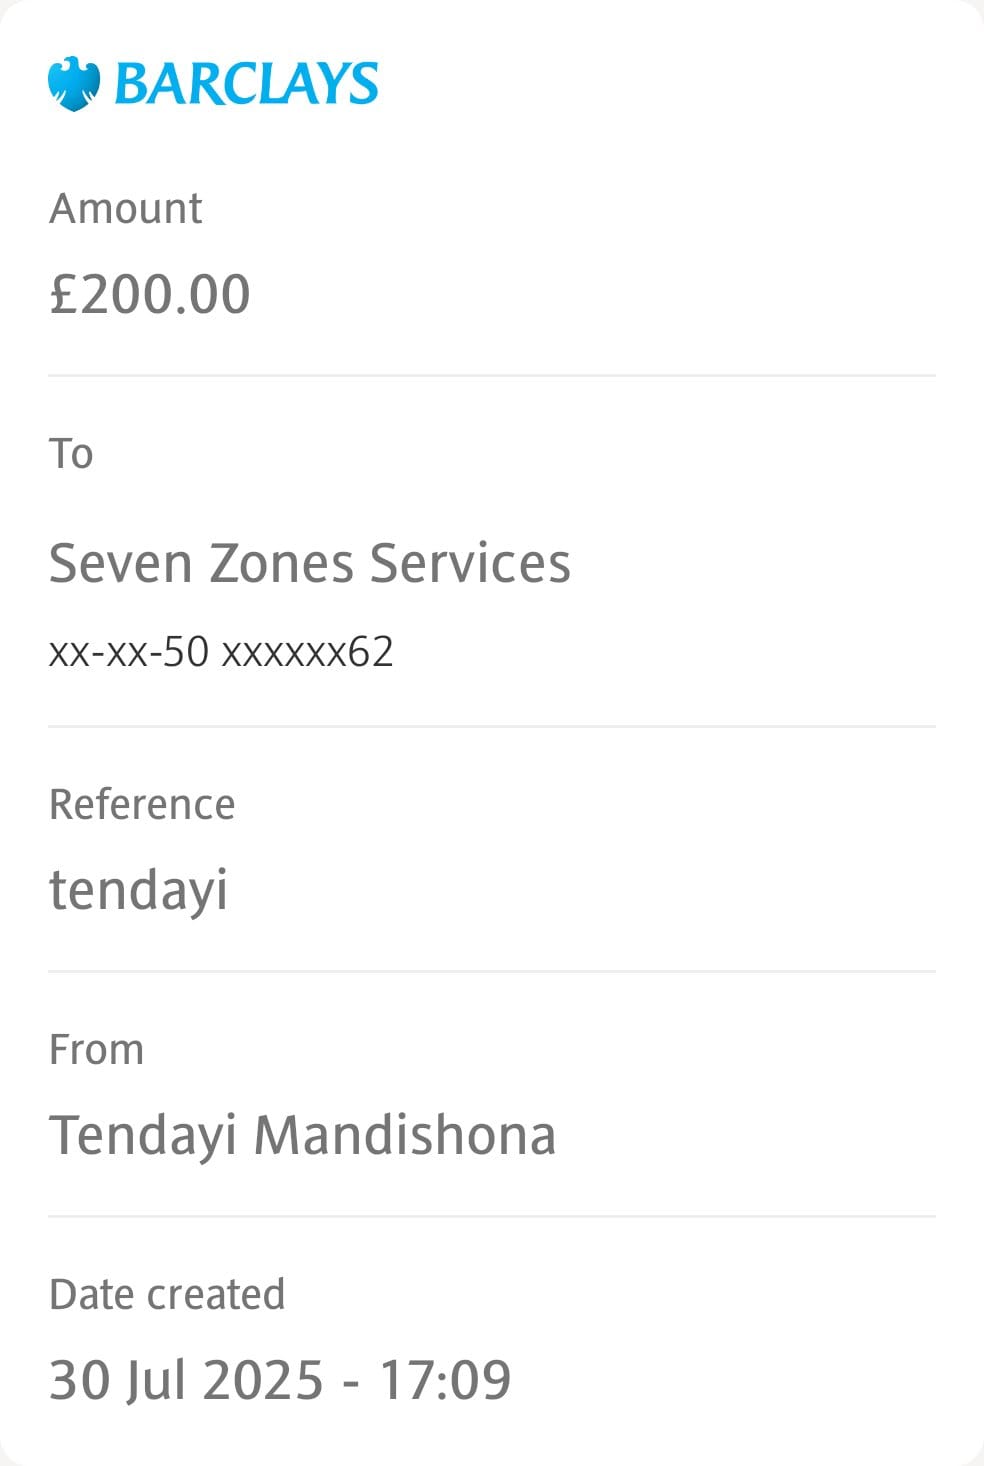 BARCLAYS
Amount
£200.00
To
Seven Zones Services
xx-xx-50 xxxxxx62
Reference
tendayi
From
Tendayi Mandishona
Date created
30 Jul 2025 - 17:09